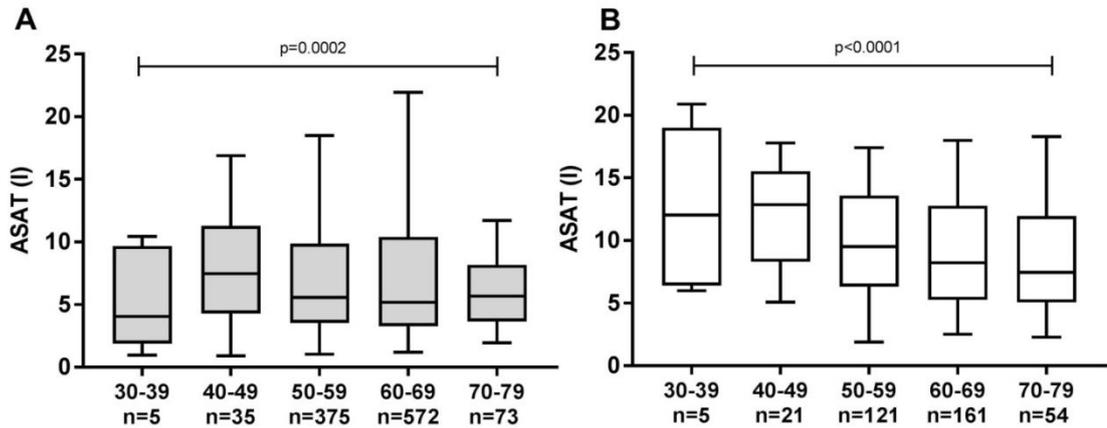 A
p=0.0002
ASAT (l)
25
20
15
10
5
0
30-39 40-49 50-59 60-69 70-79
n=5 n=35 n=375 n=572 n=73
B
p<0.0001
ASAT (l)
25
20
15
10
5
0
30-39 40-49 50-59 60-69 70-79
n=5 n=21 n=121 n=161 n=54